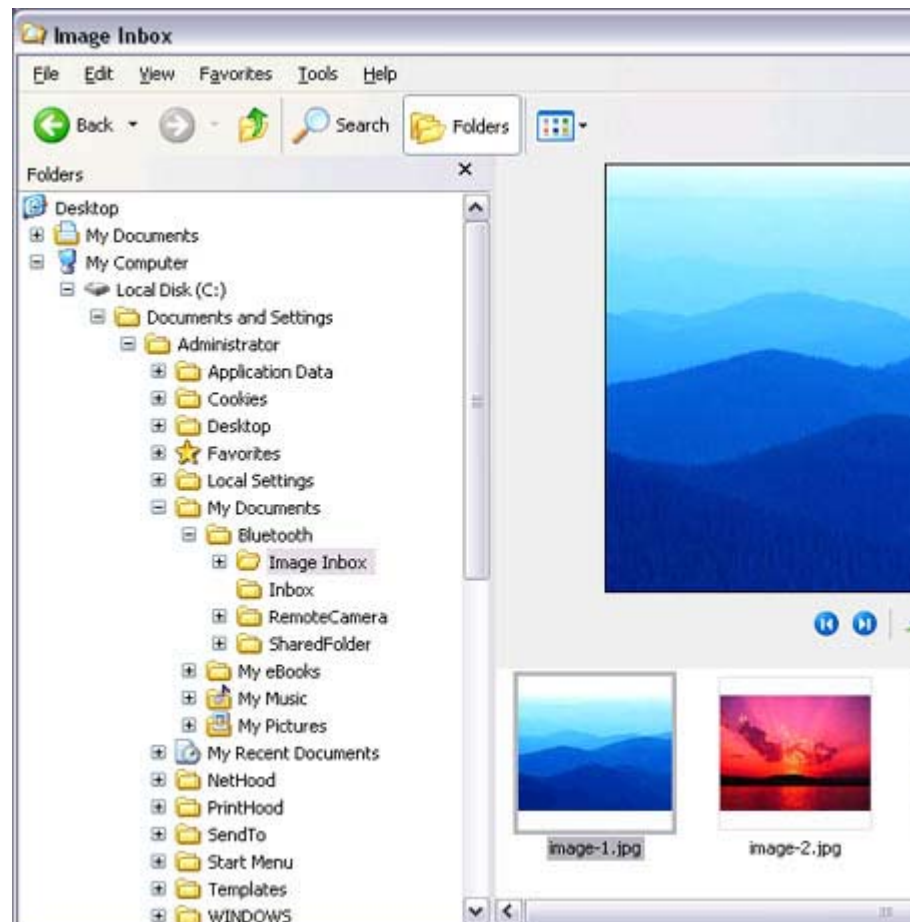 Image Inbox
File Edit View Favorites Tools Help
Back Search Folders
Folders
Desktop
My Documents
My Computer
Local Disk (C:)
Documents and Settings
Administrator
Application Data
Cookies
Desktop
Favorites
Local Settings
My Documents
Bluetooth
Image Inbox
Inbox
RemoteCamera
SharedFolder
My eBooks
My Music
My Pictures
My Recent Documents
NetHood
PrintHood
SendTo
Start Menu
Templates
WINDOWS
image-1.jpg
image-2.jpg